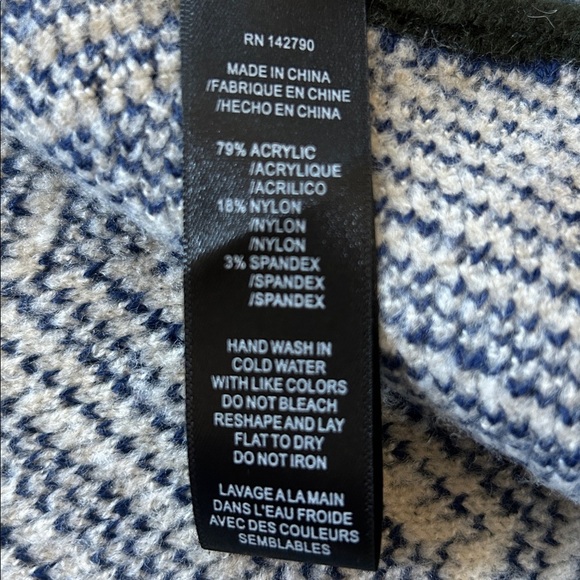 RN 142790
MADE IN CHINA
/FABRIQUE EN CHINE
/HECHO EN CHINA
79% ACRYLIC
/ACRYLIQUE
/ACRILICO
18% NYLON
/NYLON
/NYLON
3% SPANDEX
/SPANDEX
/SPANDEX
HAND WASH IN
COLD WATER
WITH LIKE COLORS
DO NOT BLEACH
RESHAPE AND LAY
FLAT TO DRY
DO NOT IRON
LAVAGE A LA MAIN
DANS L'EAU FROIDE
AVEC DES COULEURS
SEMBLABLES